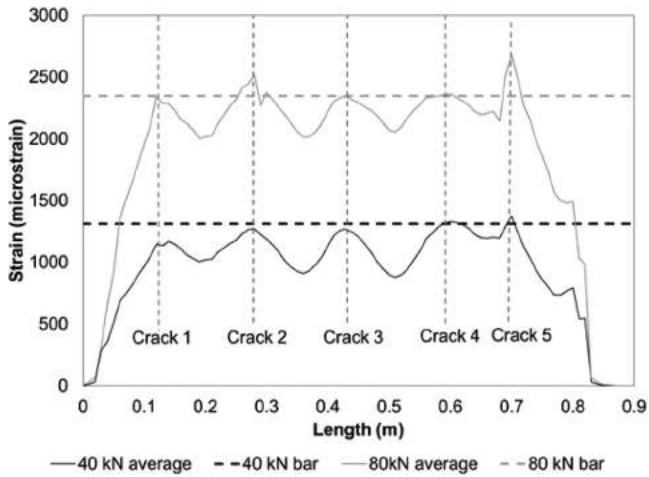 3000
2500
2000
1500
1000
500
0
Strain (microstrain)
Crack 1 Crack 2 Crack 3 Crack 4 Crack 5
0 0.1 0.2 0.3 0.4 0.5 0.6 0.7 0.8 0.9
Length (m)
40 kN average 40 kN bar 80kN average 80 kN bar